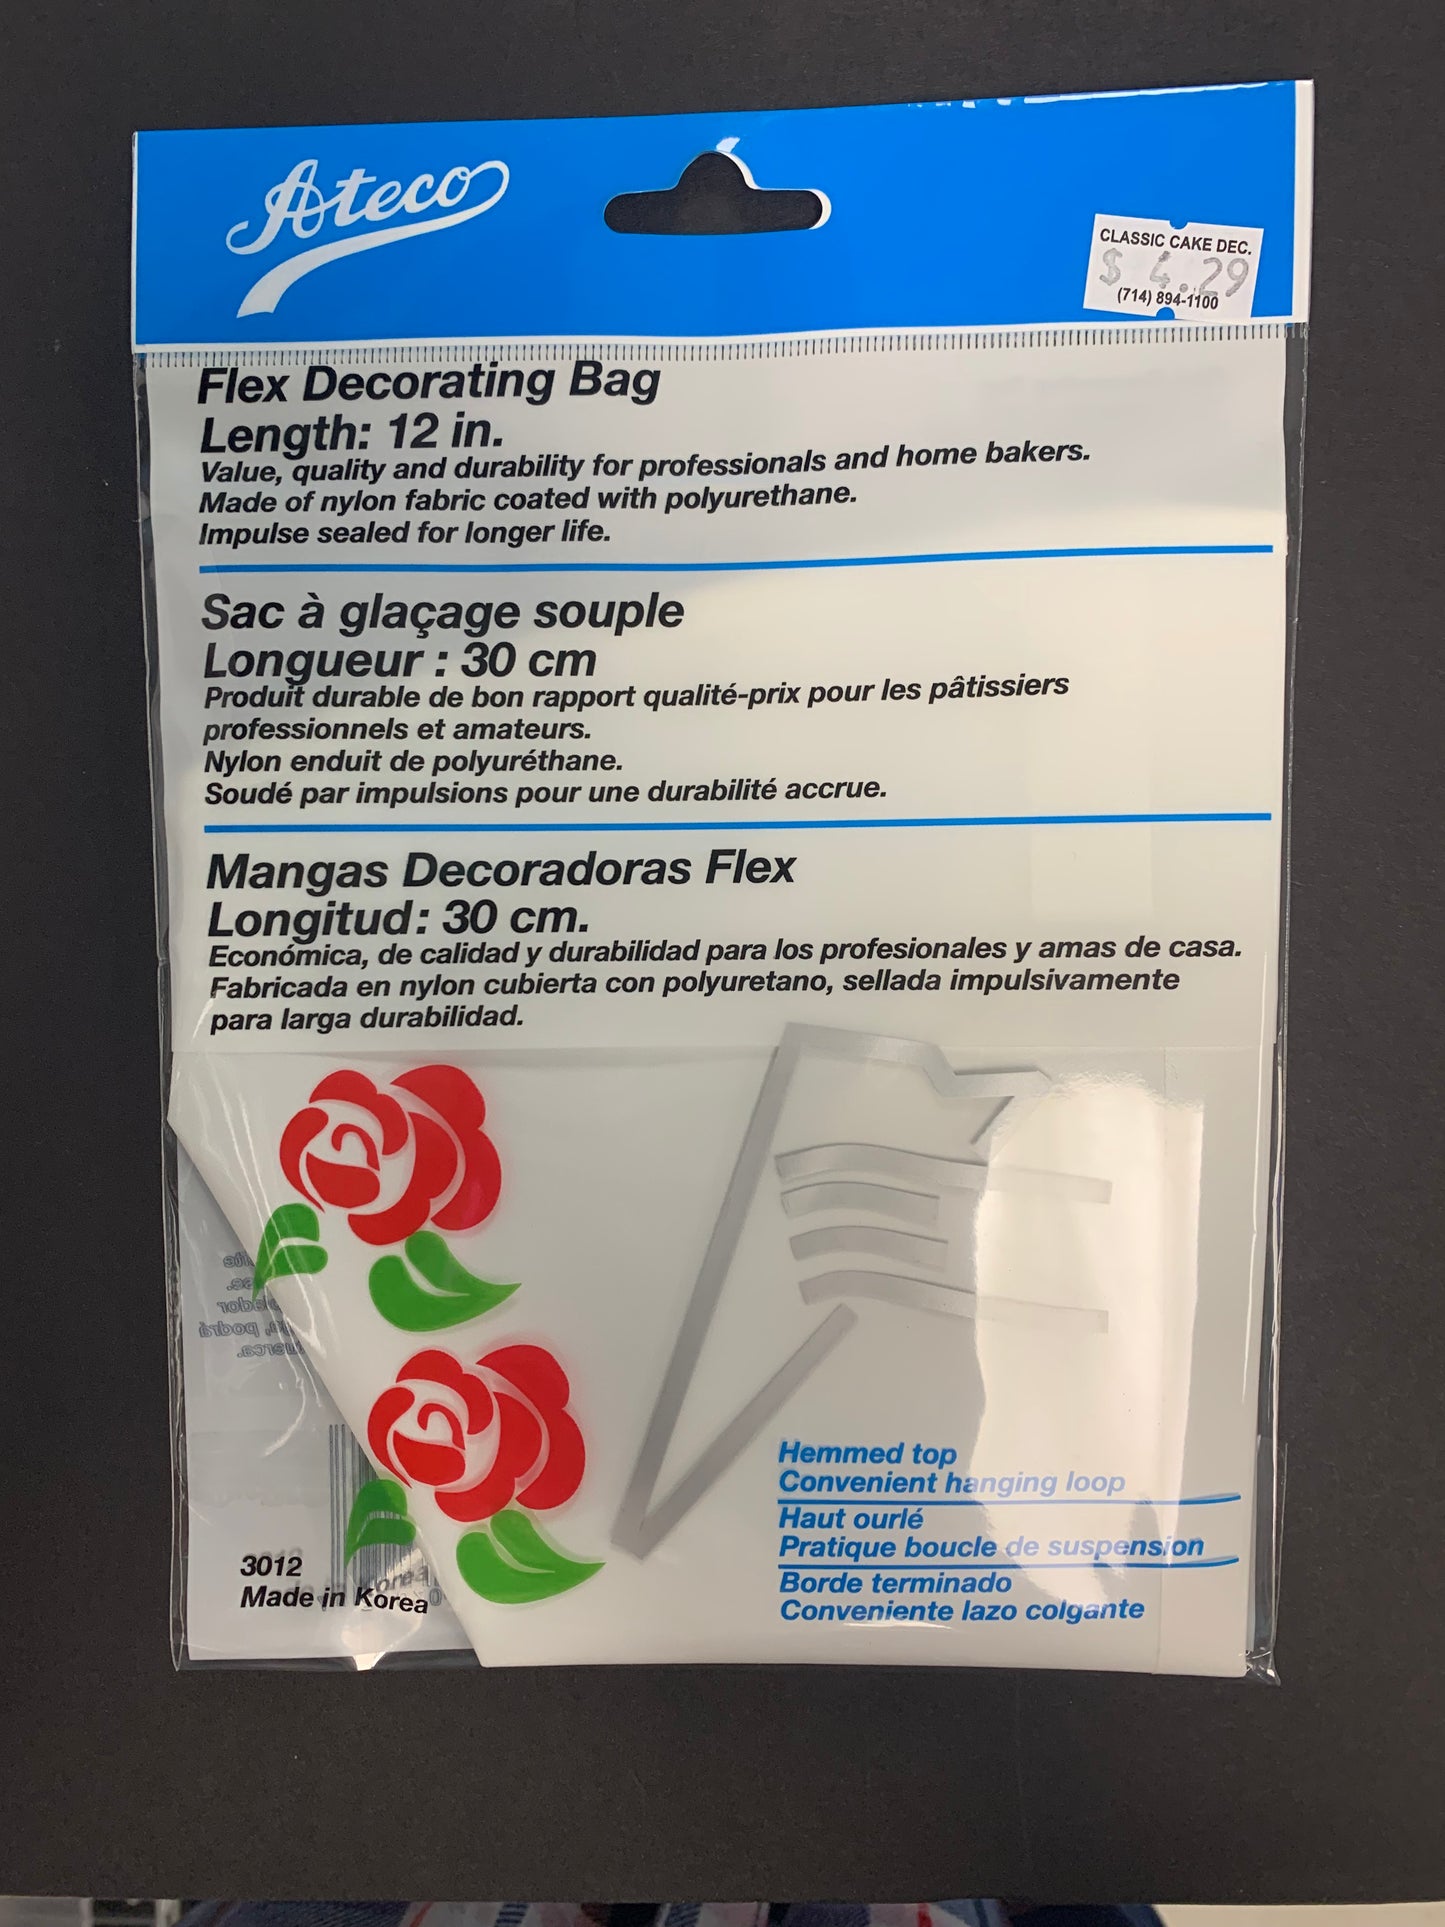 Ateco
CLASSIC CAKE DEC.
$ 4.29
(714) 894-1100
Flex Decorating Bag
Length: 12 in.
Value, quality and durability for professionals and home bakers.
Made of nylon fabric coated with polyurethane.
Impulse sealed for longer life.
Sac à glaçage souple
Longueur : 30 cm
Produit durable de bon rapport qualité-prix pour les pâtissiers
professionnels et amateurs.
Nylon enduit de polyuréthane.
Soudé par impulsions pour une durabilité accrue.
Mangas Decoradoras Flex
Longitud: 30 cm.
Económica, de calidad y durabilidad para los profesionales y amas de casa.
Fabricada en nylon cubierta con polyuretano, sellada impulsivamente
para larga durabilidad.
podrá
Hemmed top
Convenient hanging loop
Haut ourlé
Pratique boucle de suspension
Borde terminado
Conveniente lazo colgante
3012
Made in Korea